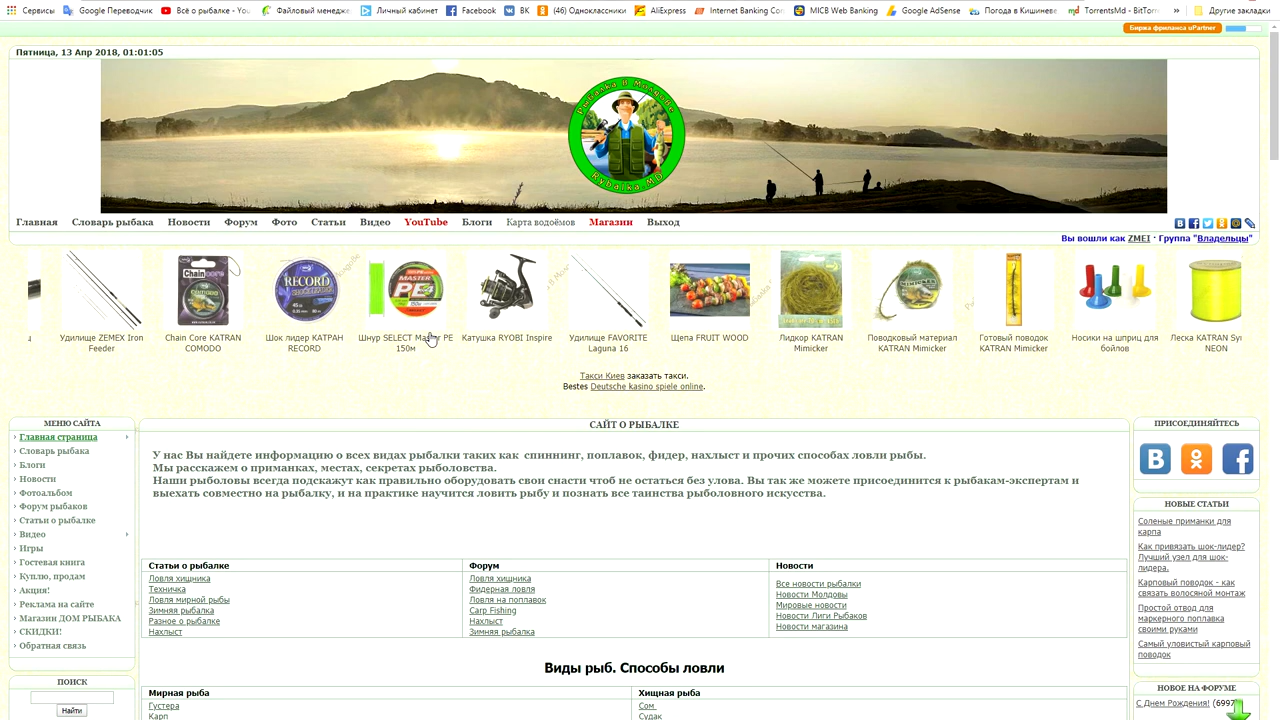 Сервисы Google Переводчик Всё о рыбалке - You Файловый менедже Личный кабинет Facebook ВК (46) Одноклассники AliExpress Internet Banking Con MICB Web Banking Google AdSense Погода в Кишиневе TorrentsMd - BitTorr » Другие закладки
Биржа фриланса uPartner
Пятница, 13 Апр 2018, 01:01:05
Рыбалка В Молдове
Rybalka.MD
Главная Словарь рыбака Новости Форум Фото Статьи Видео YouTube Блоги Карта водоёмов Магазин Выход
Вы вошли как ZMEI · Группа "Владельцы"
Удилище ZEMEX Iron Feeder
Chain Core KATRAN COMODO
Шок лидер КАТРАН RECORD
Шнур SELECT Master PE 150м
Катушка RYOBI Inspire
Удилище FAVORITE Laguna 16
Щепа FRUIT WOOD
Лидкор KATRAN Mimicker
Поводковый материал KATRAN Mimicker
Готовый поводок KATRAN Mimicker
Носики на шприц для бойлов
Леска KATRAN Syn NEON
Такси Киев заказать такси.
Bestes Deutsche kasino spiele online.
МЕНЮ САЙТА
Главная страница
Словарь рыбака
Блоги
Новости
Фотоальбом
Форум рыбаков
Статьи о рыбалке
Видео
Игры
Гостевая книга
Куплю, продам
Акция!
Реклама на сайте
Магазин ДОМ РЫБАКА
СКИДКИ!
Обратная связь
ПОИСК
Найти
САЙТ О РЫБАЛКЕ
У нас Вы найдете информацию о всех видах рыбалки таких как спиннинг, поплавок, фидер, нахлыст и прочих способах ловли рыбы.
Мы расскажем о приманках, местах, секретах рыболовства.
Наши рыболовы всегда подскажут как правильно оборудовать свои снасти чтоб не остаться без улова. Вы так же можете присоединится к рыбакам-экспертам и
выехать совместно на рыбалку, и на практике научится ловить рыбу и познать все таинства рыболовного искусства.
Статьи о рыбалке
Ловля хищника
Техничка
Ловля мирной рыбы
Зимняя рыбалка
Разное о рыбалке
Нахлыст
Форум
Ловля хищника
Фидерная ловля
Ловля на поплавок
Carp Fishing
Нахлыст
Зимняя рыбалка
Новости
Все новости рыбалки
Новости Молдовы
Мировые новости
Новости Лиги Рыбаков
Новости магазина
Виды рыб. Способы ловли
Мирная рыба
Густера
Карп
Хищная рыба
Сом
Судак
ПРИСОЕДИНЯЙТЕСЬ
НОВЫЕ СТАТЬИ
Соленые приманки для
карпа
Как привязать шок-лидер?
Лучший узел для шок-
лидера.
Карповый поводок - как
связать волосяной монтаж
Простой отвод для
маркерного поплавка
своими руками
Самый уловистый карповый
поводок
НОВОЕ НА ФОРУМЕ
С Днем Рождения! (6997